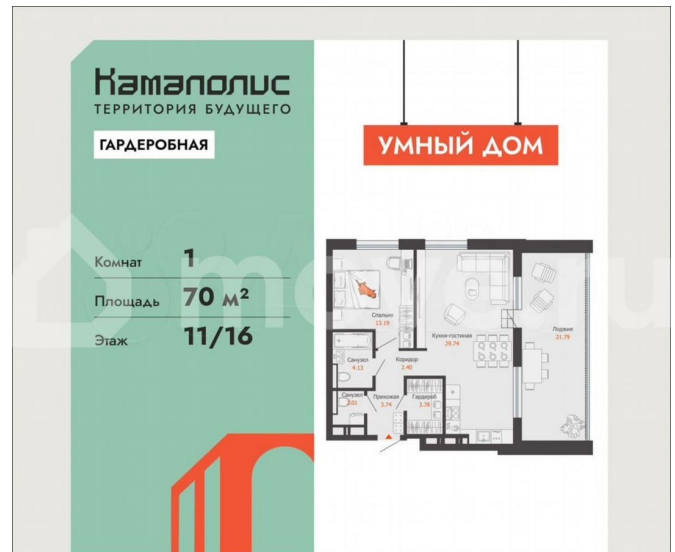 Камаполис
ТЕРРИТОРИЯ БУДУЩЕГО
ГАРДЕРОБНАЯ
УМНЫЙ ДОМ
Комнат 1
Площадь 70 м²
Этаж 11/16
Спальня
13.19
Кухня-гостиная
29.74
Лоджия
21.79
Санузел
4.13
Коридор
2.40
Санузел
Прихожая
3.74
Гардероб
3.76